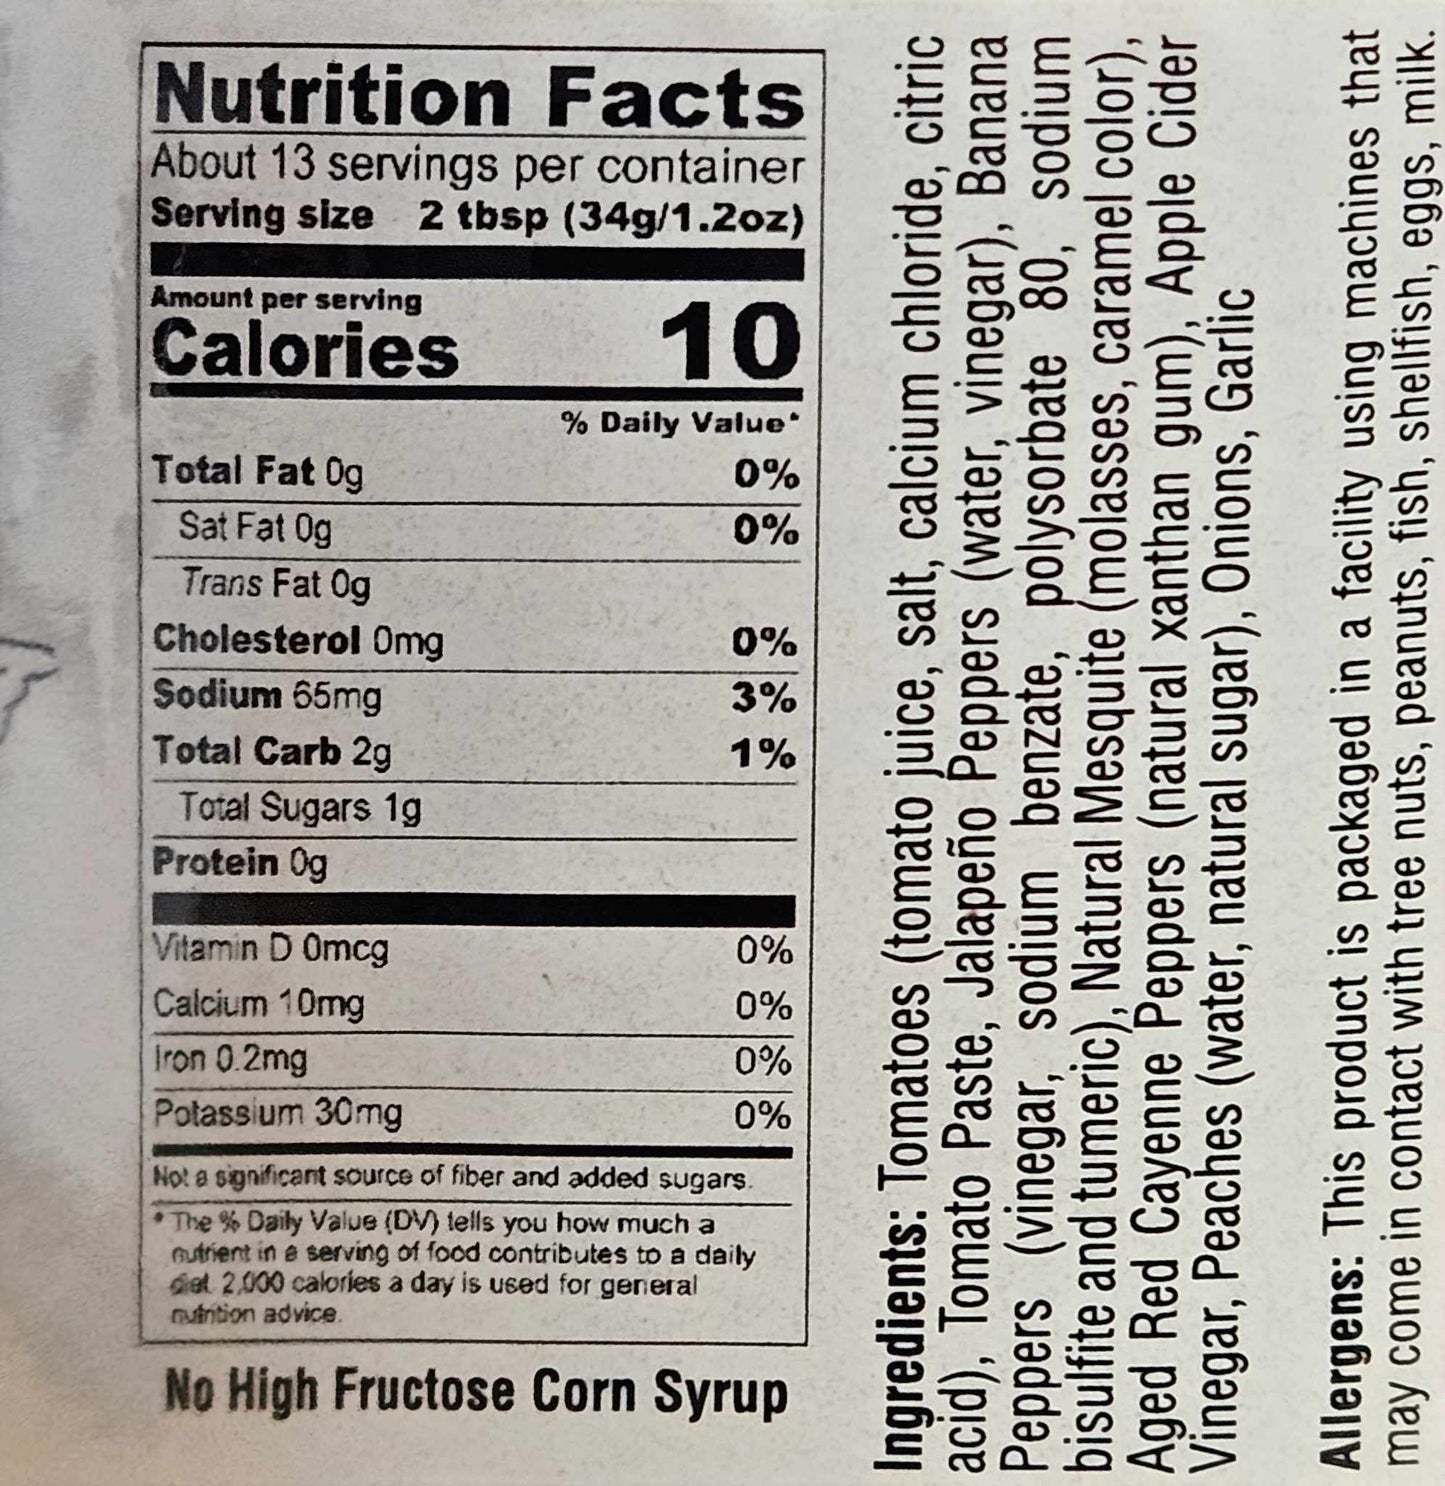 Nutrition Facts
About 13 servings per container
Serving size 2 tbsp (34g/1.2oz)
Amount per serving
Calories 10
% Daily Value*
Total Fat 0g 0%
Sat Fat 0g 0%
Trans Fat 0g
Cholesterol 0mg 0%
Sodium 65mg 3%
Total Carb 2g 1%
Total Sugars 1g
Protein 0g
Vitamin D 0mcg 0%
Calcium 10mg 0%
Iron 0.2mg 0%
Potassium 30mg 0%
Not a significant source of fiber and added sugars.
* The % Daily Value (DV) tells you how much a
nutrient in a serving of food contributes to a daily
diet. 2,000 calories a day is used for general
nutrition advice.
No High Fructose Corn Syrup
Ingredients: Tomatoes (tomato juice, salt, calcium chloride, citric
acid), Tomato Paste, Jalapeño Peppers (water, vinegar), Banana
Peppers (vinegar, sodium benzate, polysorbate 80, sodium
bisulfite and tumeric), Natural Mesquite (molasses, caramel color),
Aged Red Cayenne Peppers (natural xanthan gum), Apple Cider
Vinegar, Peaches (water, natural sugar), Onions, Garlic
Allergens: This product is packaged in a facility using machines that
may come in contact with tree nuts, peanuts, fish, shellfish, eggs, milk.